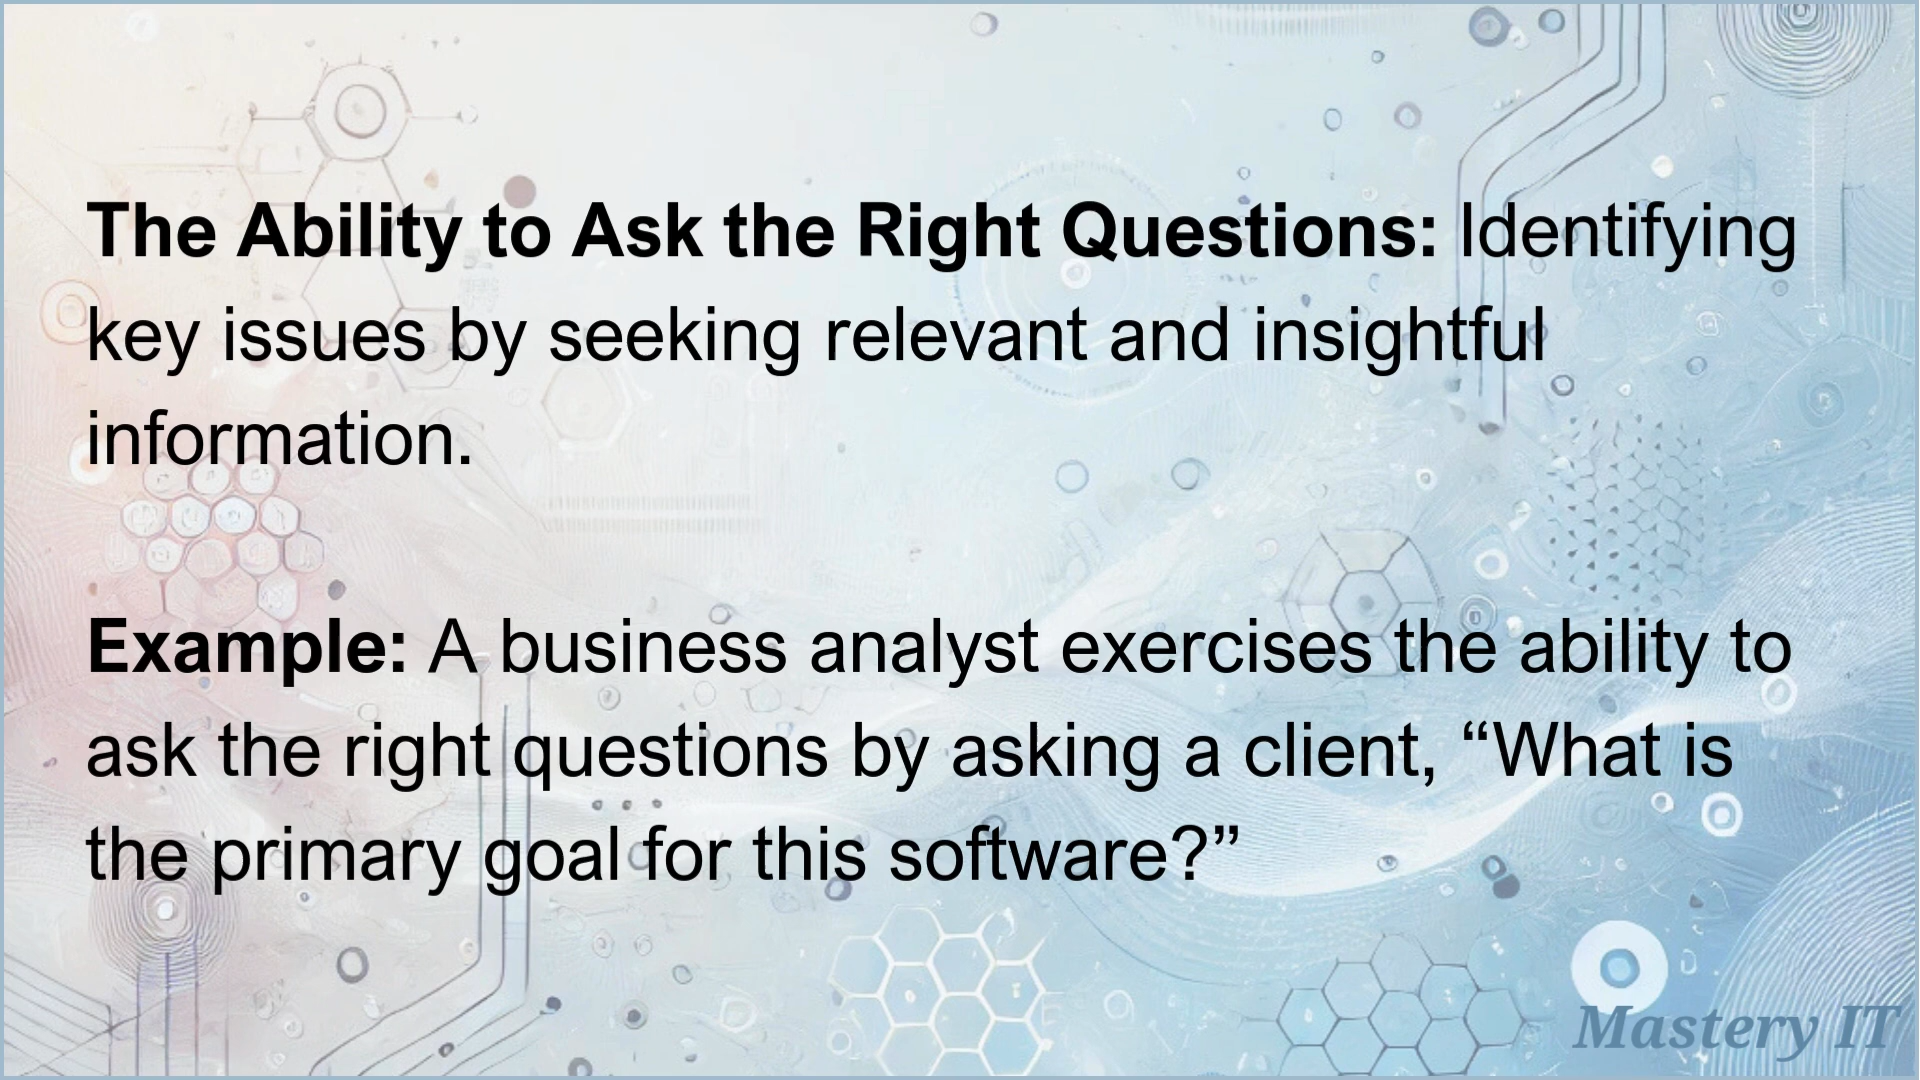 The Ability to Ask the Right Questions: Identifying
key issues by seeking relevant and insightful
information.
Example: A business analyst exercises the ability to
ask the right questions by asking a client, “What is
the primary goal for this software?”
Mastery IT